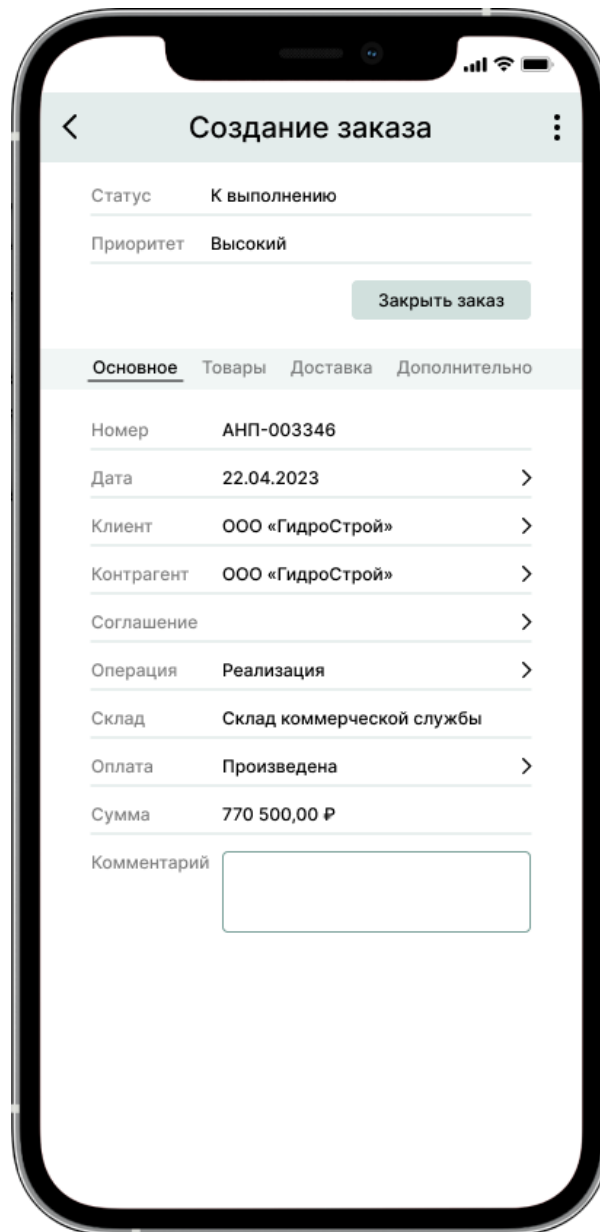 Создание заказа
Статус К выполнению
Приоритет Высокий
Закрыть заказ
Основное Товары Доставка Дополнительно
Номер АНП-003346
Дата 22.04.2023
Клиент ООО «ГидроСтрой»
Контрагент ООО «ГидроСтрой»
Соглашение
Операция Реализация
Склад Склад коммерческой службы
Оплата Произведена
Сумма 770 500,00 ₽
Комментарий